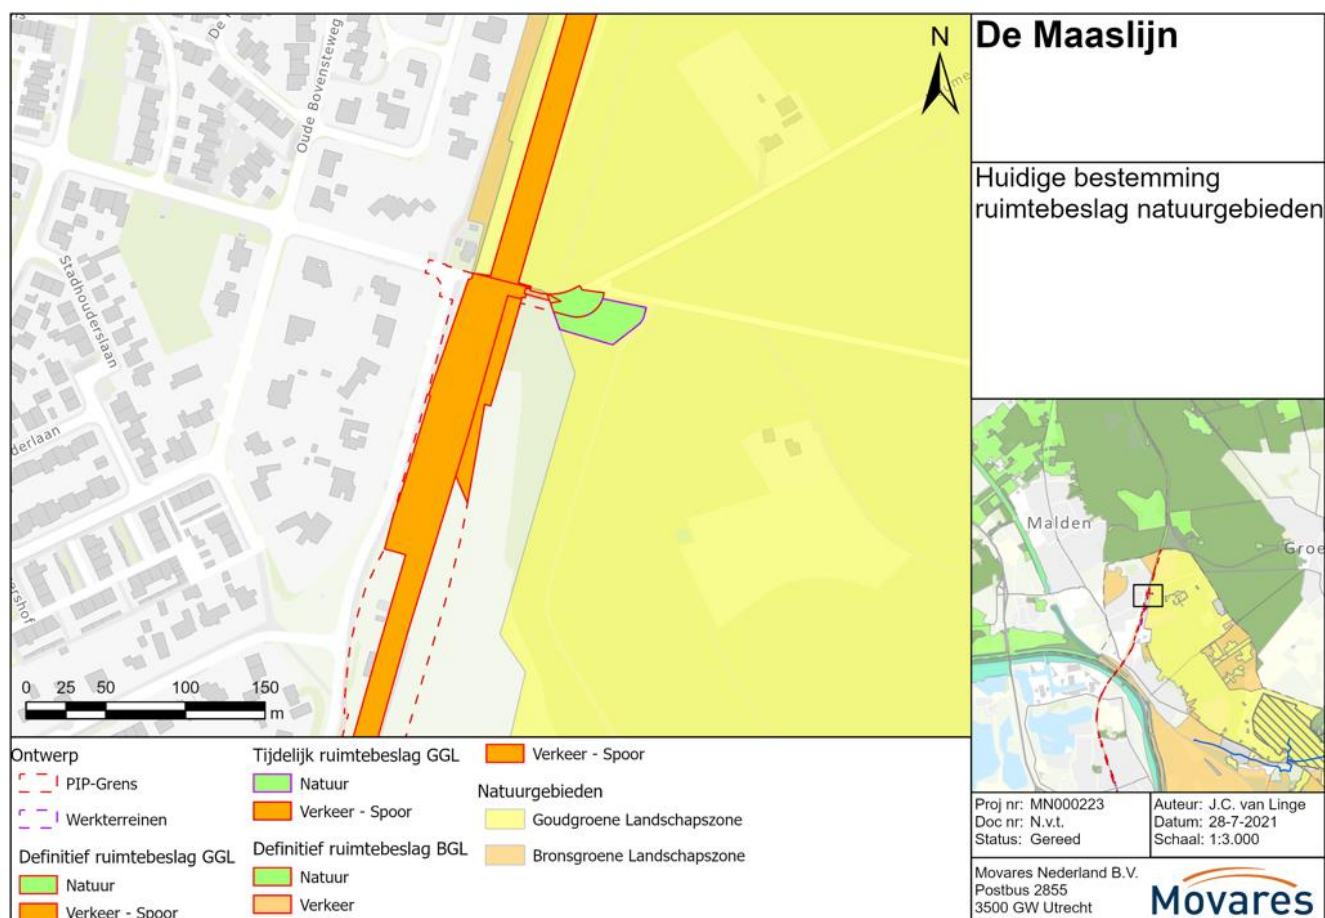 De Maaslijn
Huidige bestemming
ruimtebeslag natuurgebieden
N
Oude Bovensteweg
Stadhouderslaan
derlaan
ershof
0 25 50 100 150
m
Malden
Groe
Ontwerp
PIP-Grens
Werkterreinen
Definitief ruimtebeslag GGL
Natuur
Verkeer - Spoor
Tijdelijk ruimtebeslag GGL
Natuur
Verkeer - Spoor
Definitief ruimtebeslag BGL
Natuur
Verkeer
Verkeer - Spoor
Natuurgebieden
Goudgroene Landschapszone
Bronsgroene Landschapszone
Proj nr: MN000223
Doc nr: N.v.t.
Status: Gereed
Auteur: J.C. van Linge
Datum: 28-7-2021
Schaal: 1:3.000
Movares Nederland B.V.
Postbus 2855
3500 GW Utrecht
Movares